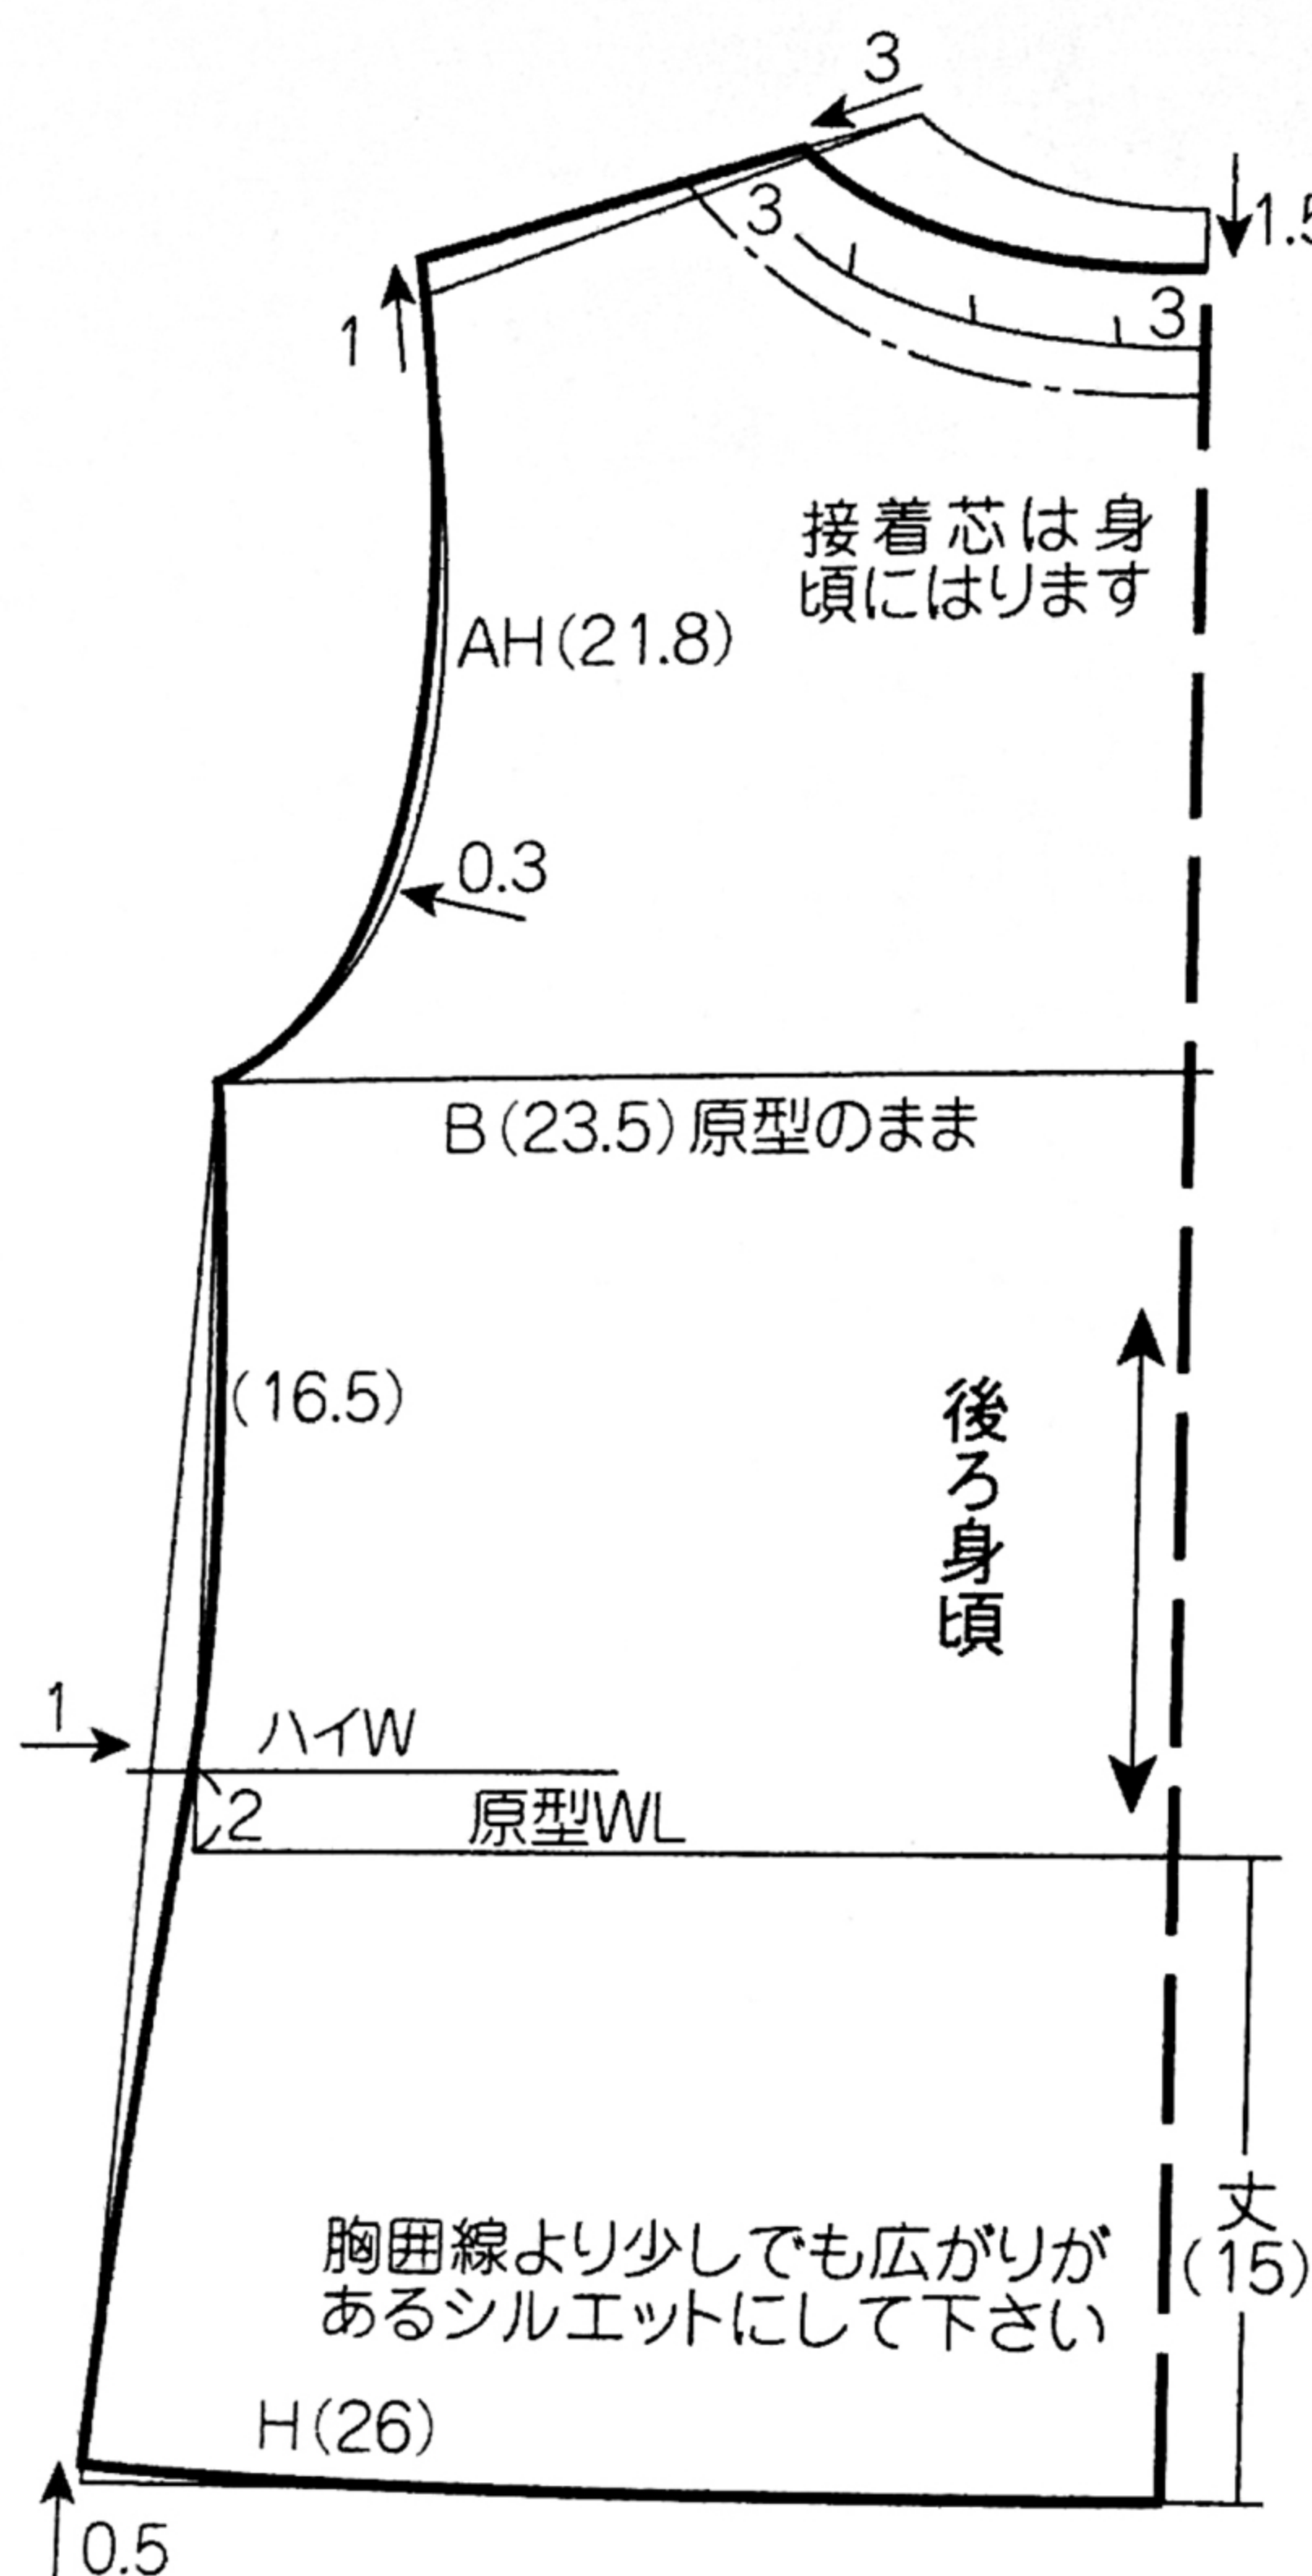 3
1.5
3
3
1
接着芯は身
頃にはります
AH(21.8)
0.3
B(23.5)原型のまま
(16.5)
後ろ身頃
1
ハイW
2
原型WL
丈
(15)
胸囲線より少しでも広がりが
あるシルエットにして下さい
H(26)
0.5